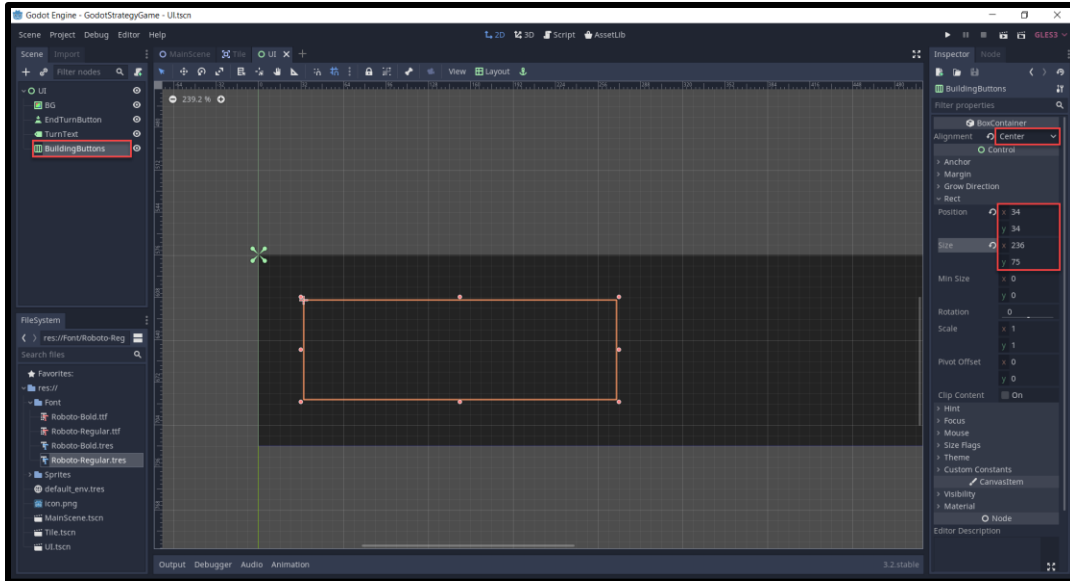 Godot Engine - GodotStrategyGame - UI.tscn
Scene Project Debug Editor Help
2D 3D Script AssetLib
GLES3
Scene Import
MainScene Tile UI
Inspector Node
Filter nodes
View Layout
239.2 %
UI
BG
EndTurnButton
TurnText
BuildingButtons
BuildingButtons
Filter properties
BoxContainer
Alignment Center
Control
Anchor
Margin
Grow Direction
Rect
Position x 34
y 34
Size x 236
y 75
Min Size x 0
y 0
Rotation 0
Scale x 1
y 1
Pivot Offset x 0
y 0
Clip Content On
Hint
Focus
Mouse
Size Flags
Theme
Custom Constants
CanvasItem
Visibility
Material
Node
Editor Description
FileSystem
res://Font/Roboto-Reg
Search files
Favorites:
res://
Font
Roboto-Bold.ttf
Roboto-Regular.ttf
Roboto-Bold.tres
Roboto-Regular.tres
Sprites
default_env.tres
icon.png
MainScene.tscn
Tile.tscn
UI.tscn
Output Debugger Audio Animation
3.2.stable